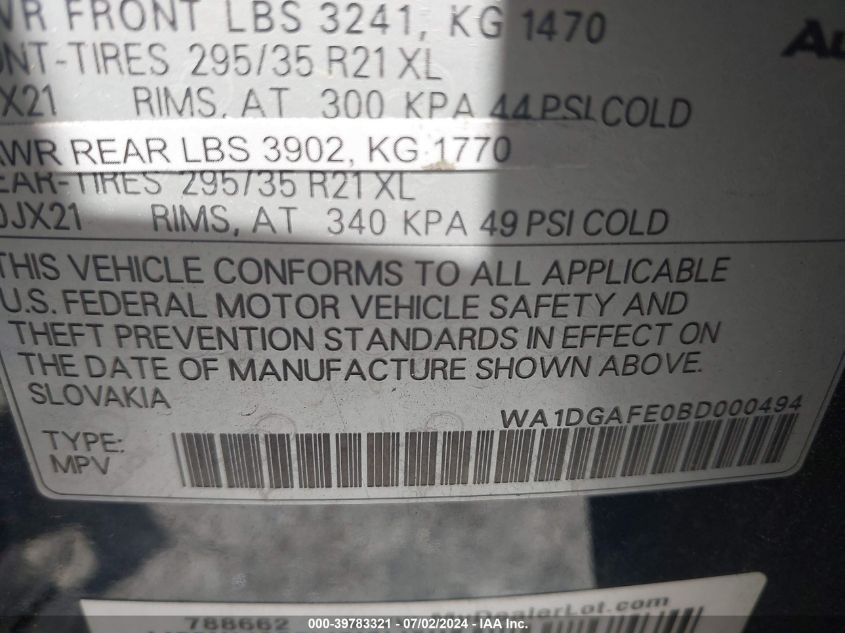 WR FRONT LBS 3241, KG 1470
NT-TIRES 295/35 R21 XL
X21 RIMS, AT 300 KPA 44 PSI COLD
WR REAR LBS 3902, KG 1770
EAR-TIRES 295/35 R21 XL
0JX21 RIMS, AT 340 KPA 49 PSI COLD
THIS VEHICLE CONFORMS TO ALL APPLICABLE
U.S. FEDERAL MOTOR VEHICLE SAFETY AND
THEFT PREVENTION STANDARDS IN EFFECT ON
THE DATE OF MANUFACTURE SHOWN ABOVE.
SLOVAKIA
WA1DGAFE0BD000494
TYPE:
MPV
788662 MyDealerLot.com
000-39783321 - 07/02/2024 - IAA Inc.